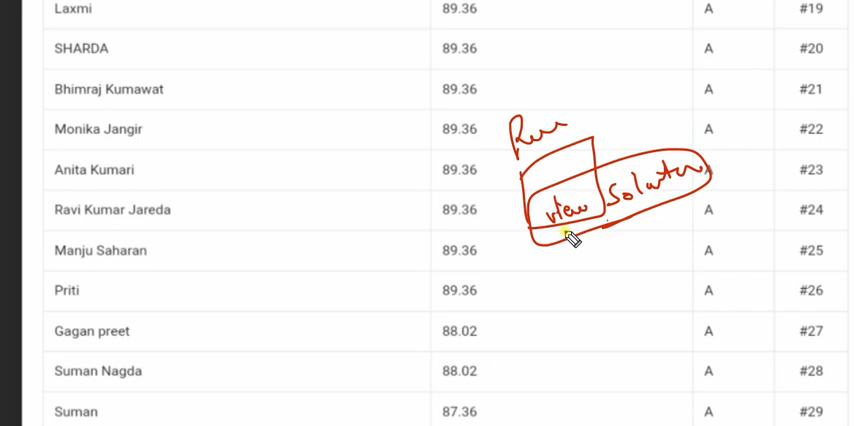 Laxmi 89.36 A #19
SHARDA 89.36 A #20
Bhimraj Kumawat 89.36 A #21
Monika Jangir 89.36 A #22
Anita Kumari 89.36 A #23
Ravi Kumar Jareda 89.36 A #24
view Solution
Manju Saharan 89.36 A #25
Priti 89.36 A #26
Gagan preet 88.02 A #27
Suman Nagda 88.02 A #28
Suman 87.36 A #29